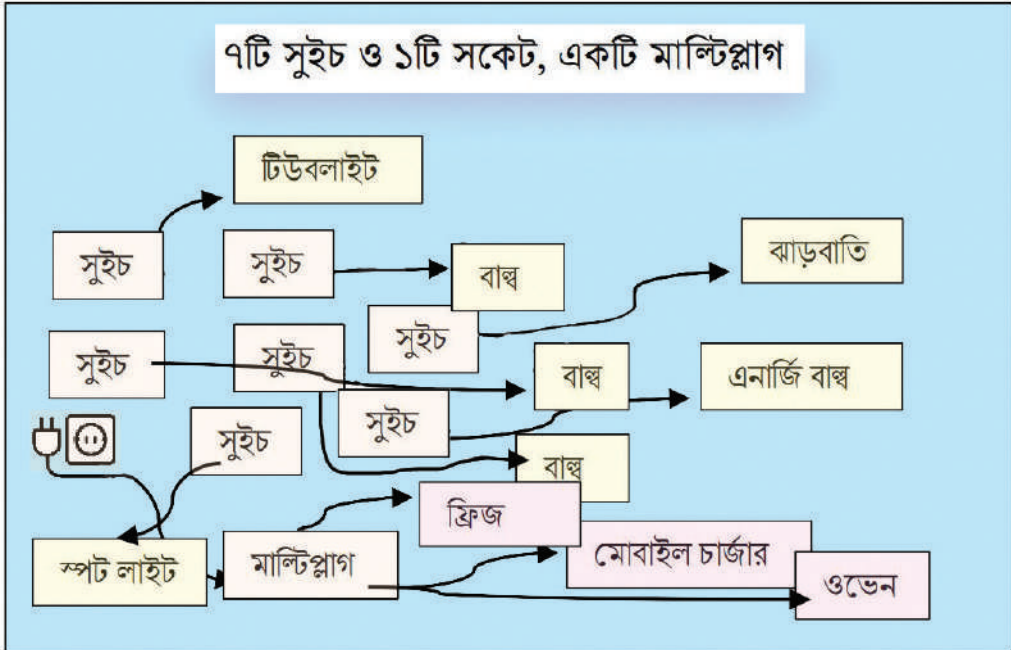 ৭টি সুইচ ও ১টি সকেট, একটি মাল্টিপ্লাগ
টিউবলাইট
সুইচ
সুইচ
বাল্ব
ঝাড়বাতি
সুইচ
সুইচ
সুইচ
বাল্ব
এনার্জি বাল্ব
সুইচ
সুইচ
বাল্ব
ফ্রিজ
স্পট লাইট
মাল্টিপ্লাগ
মোবাইল চার্জার
ওভেন